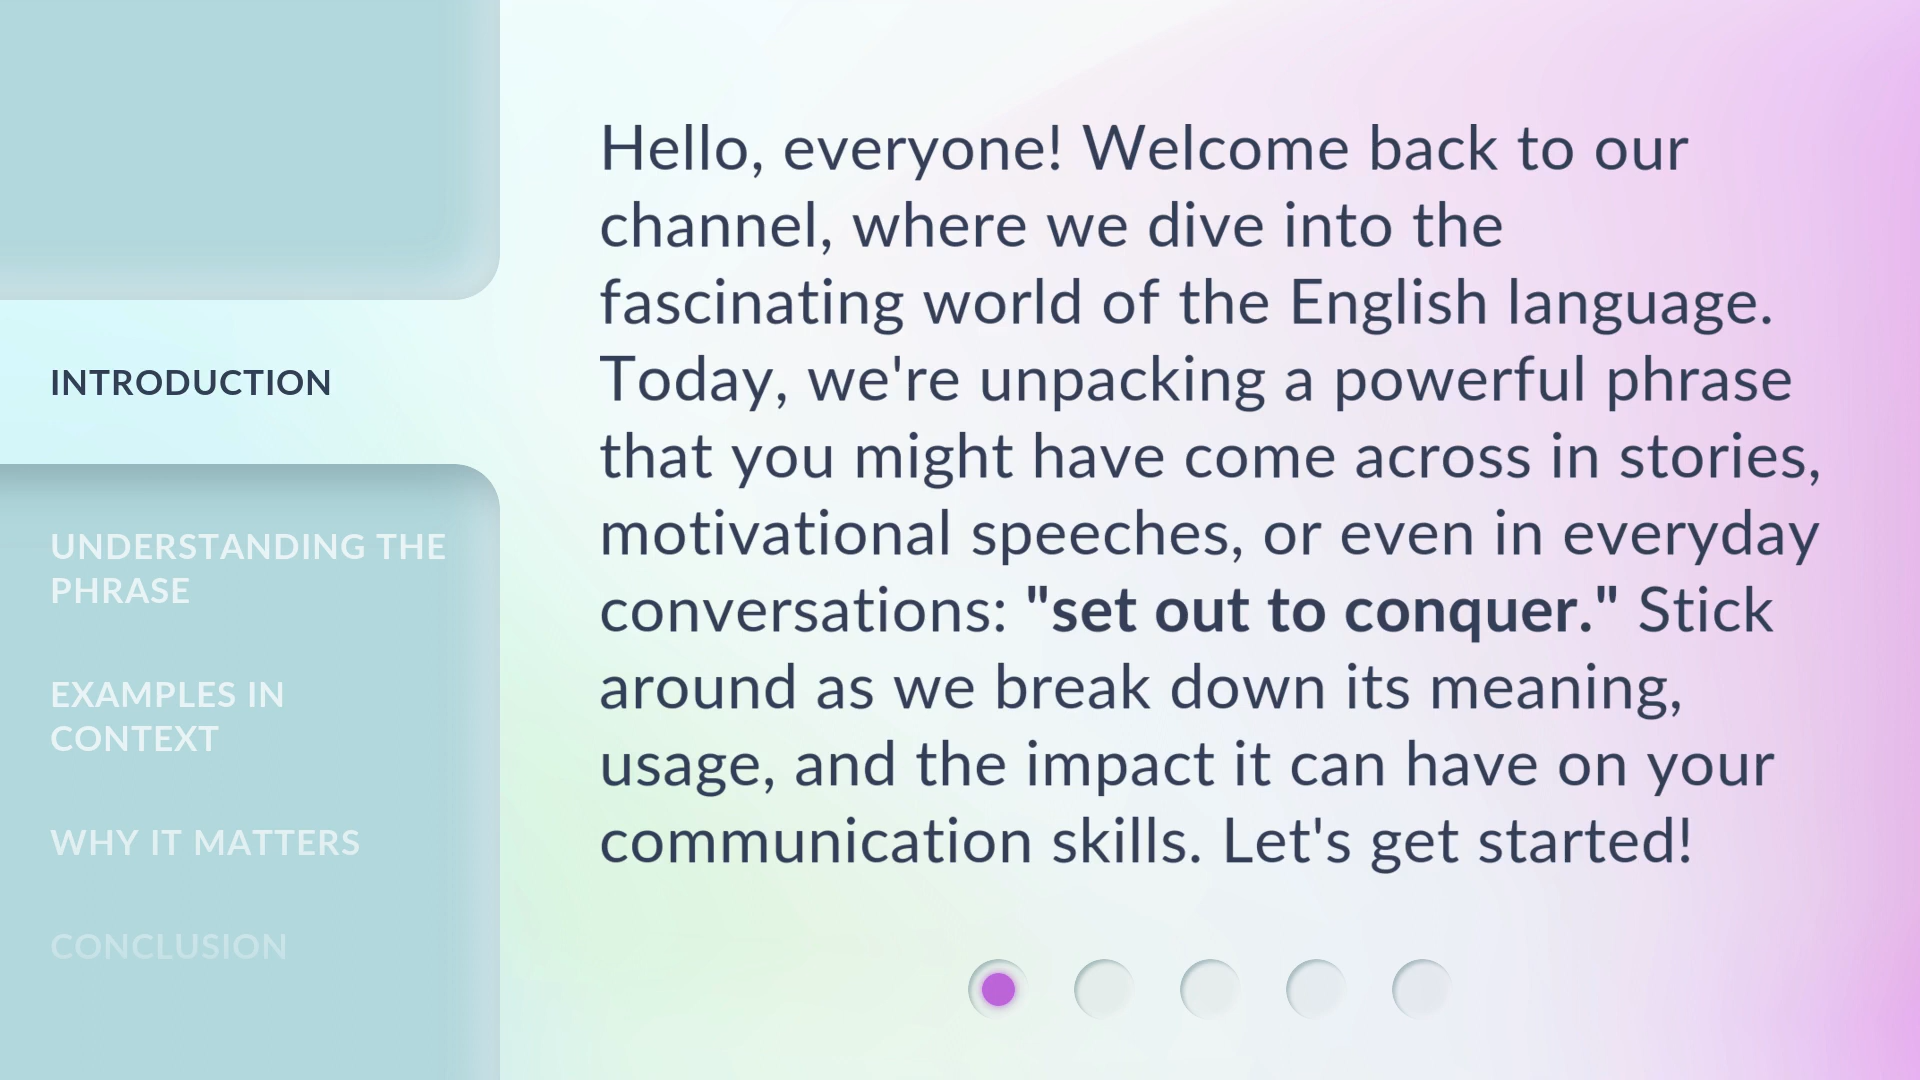 INTRODUCTION
UNDERSTANDING THE
PHRASE
EXAMPLES IN
CONTEXT
WHY IT MATTERS
CONCLUSION
Hello, everyone! Welcome back to our
channel, where we dive into the
fascinating world of the English language.
Today, we're unpacking a powerful phrase
that you might have come across in stories,
motivational speeches, or even in everyday
conversations: "set out to conquer." Stick
around as we break down its meaning,
usage, and the impact it can have on your
communication skills. Let's get started!